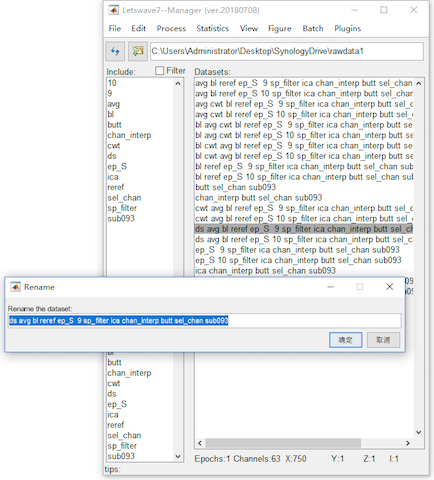 Letswave7--Manager (ver.20180708)
File Edit Process Statistics View Figure Batch Plugins
C:\Users\Administrator\Desktop\SynologyDrive\rawdata1
Include:
Filter
Datasets:
10
9
avg
bl
butt
chan_interp
cwt
ds
ep_S
ica
reref
sel_chan
sp_filter
sub093
avg bl reref ep_S 9 sp_filter ica chan_interp butt sel_chan
avg bl reref ep_S 10 sp_filter ica chan_interp butt sel_cha
avg cwt bl reref ep_S 9 sp_filter ica chan_interp butt sel_
avg cwt bl reref ep_S 10 sp_filter ica chan_interp butt sel
bl avg cwt bl reref ep_S 9 sp_filter ica chan_interp butt s
bl avg cwt bl reref ep_S 10 sp_filter ica chan_interp butt
bl cwt avg bl reref ep_S 9 sp_filter ica chan_interp butt s
bl cwt avg bl reref ep_S 10 sp_filter ica chan_interp butt
bl reref ep_S 9 sp_filter ica chan_interp butt sel_chan su
bl reref ep_S 10 sp_filter ica chan_interp butt sel_chan s
butt sel_chan sub093
chan_interp butt sel_chan sub093
cwt avg bl reref ep_S 9 sp_filter ica chan_interp butt sel_
cwt avg bl reref ep_S 10 sp_filter ica chan_interp butt sel
ds avg bl reref ep_S 9 sp_filter ica chan_interp butt sel_c
ds avg bl reref ep_S 10 sp_filter ica chan_interp butt sel_
ep_S 9 sp_filter ica chan_interp butt sel_chan sub093
ep_S 10 sp_filter ica chan_interp butt sel_chan sub093
ica chan_interp butt sel_chan sub093
Rename
Rename the dataset:
ds avg bl reref ep_S 9 sp_filter ica chan_interp butt sel_chan sub093
确定 取消
bl
butt
chan_interp
cwt
ds
ep_S
ica
reref
sel_chan
sp_filter
sub093
Epochs:1 Channels:63 X:750 Y:1 Z:1 I:1
tips: